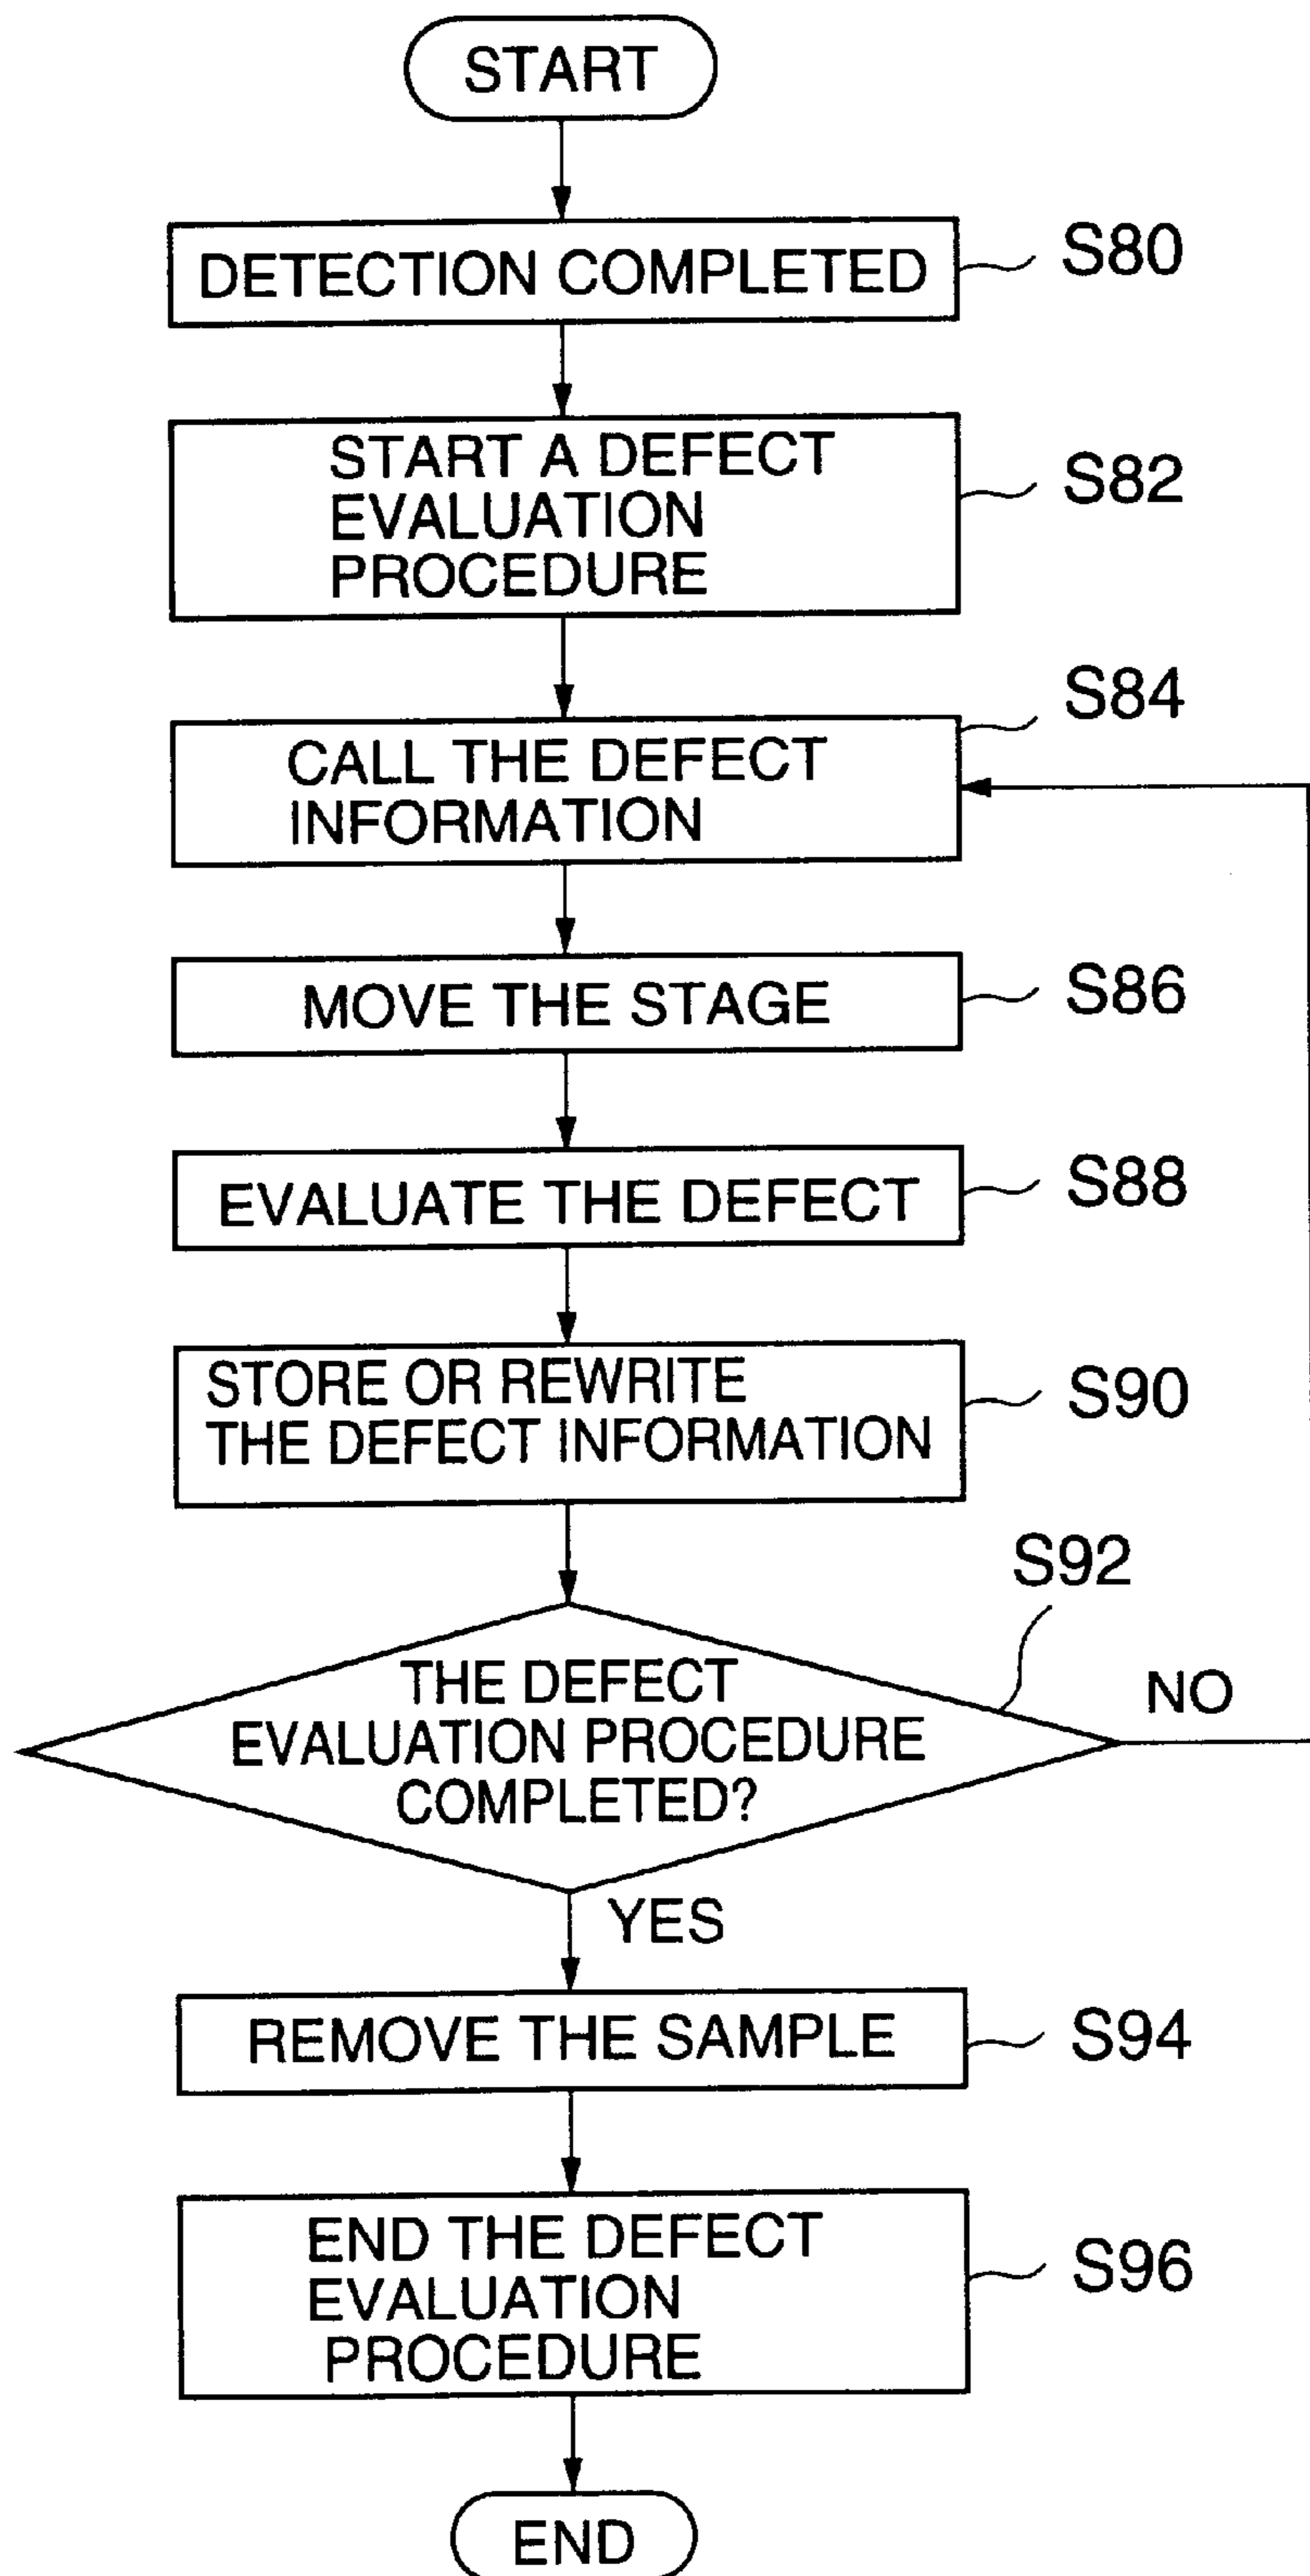 START
DETECTION COMPLETED
S80
START A DEFECT
EVALUATION
PROCEDURE
S82
S84
CALL THE DEFECT
INFORMATION
MOVE THE STAGE
S86
EVALUATE THE DEFECT
S88
STORE OR REWRITE
THE DEFECT INFORMATION
S90
S92
THE DEFECT
EVALUATION PROCEDURE
COMPLETED?
NO
YES
REMOVE THE SAMPLE
S94
END THE DEFECT
EVALUATION
PROCEDURE
S96
END